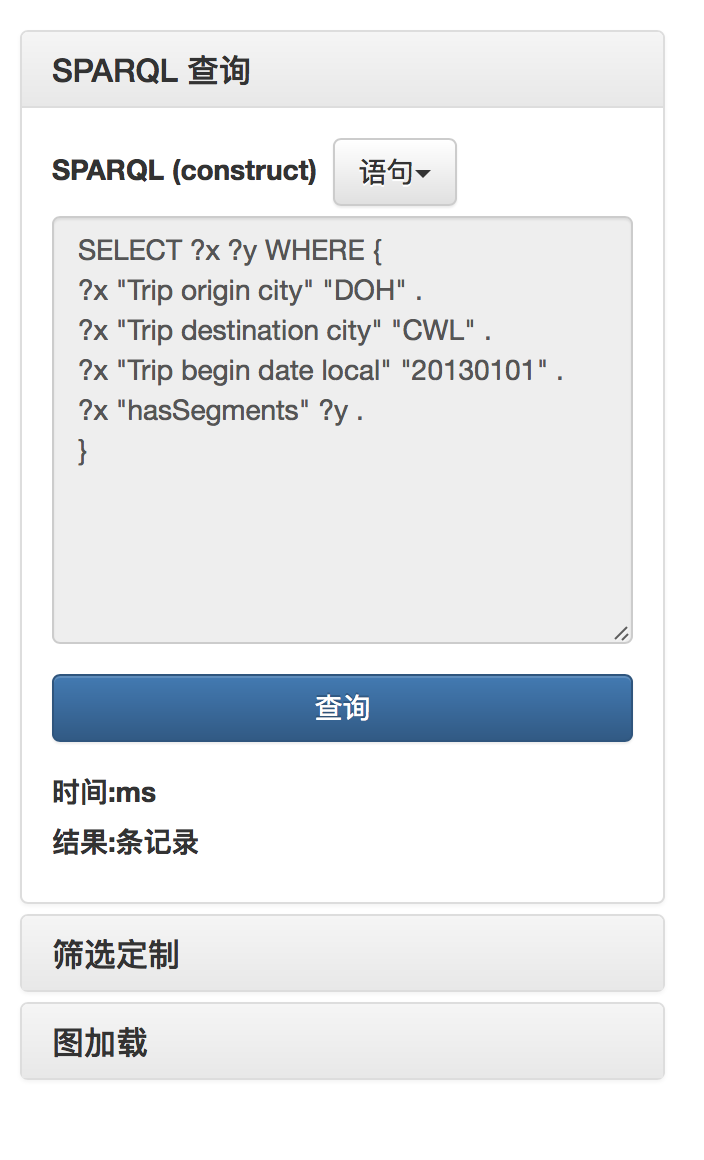 SPARQL 查询
SPARQL (construct) 语句
SELECT ?x ?y WHERE {
?x "Trip origin city" "DOH" .
?x "Trip destination city" "CWL" .
?x "Trip begin date local" "20130101" .
?x "hasSegments" ?y .
}
查询
时间:ms
结果:条记录
筛选定制
图加载